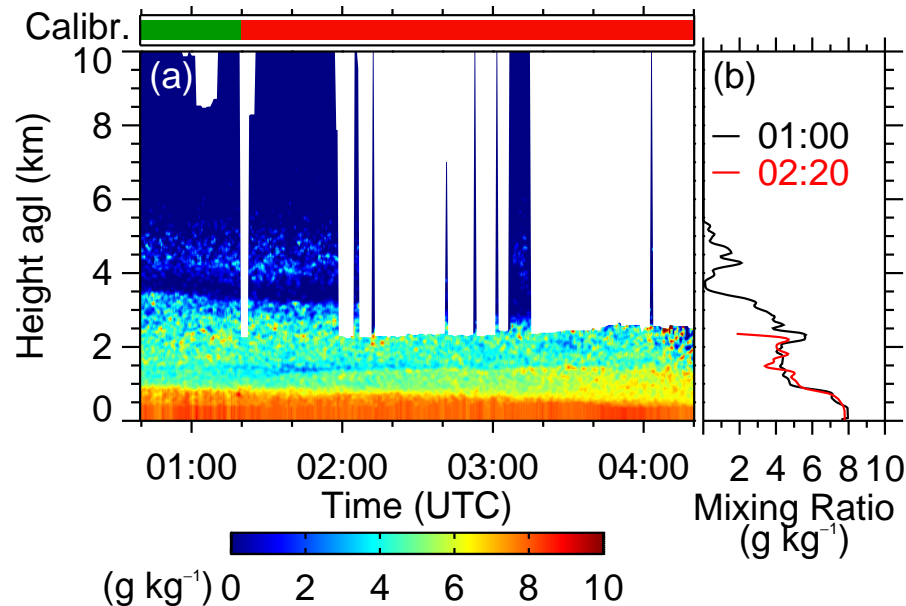 Calibr.
(a)
(b)
10
8
6
4
2
0
Height agl (km)
01:00
02:20
01:00 02:00 03:00 04:00
Time (UTC)
2 4 6 8 10
Mixing Ratio
(g kg⁻¹)
(g kg⁻¹) 0 2 4 6 8 10